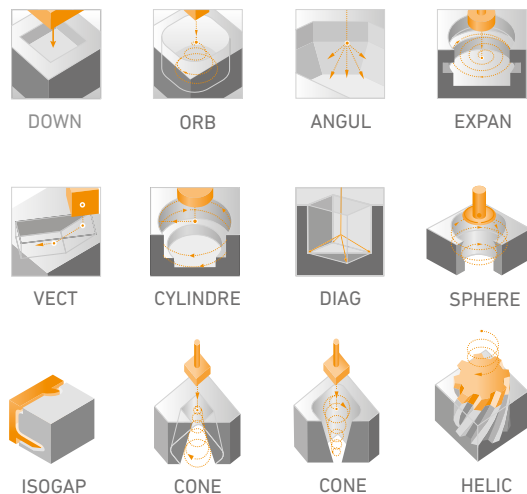 DOWN
ORB
ANGUL
EXPAN
VECT
CYLINDRE
DIAG
SPHERE
ISOGAP
CONE
CONE
HELIC